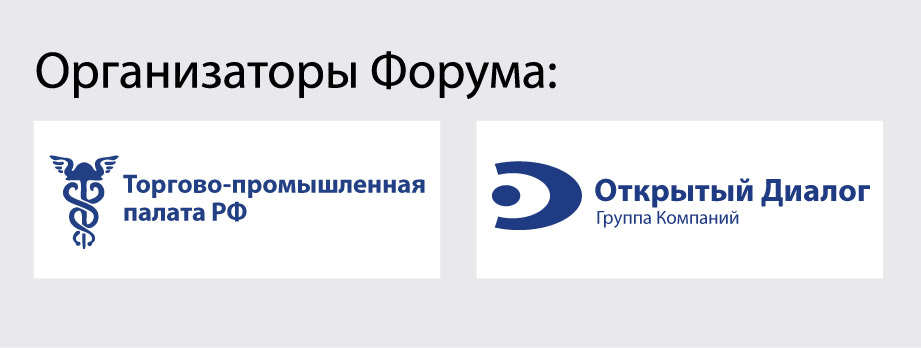 Организаторы Форума:
Торгово-промышленная
палата РФ
Открытый Диалог
Группа Компаний